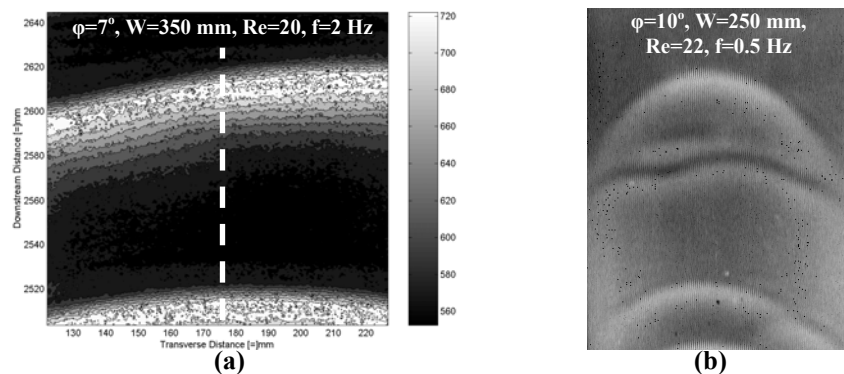 φ=7°, W=350 mm, Re=20, f=2 Hz
2640
2620
2600
2580
2560
2540
2520
Downstream Distance [=]mm
130 140 150 160 170 180 190 200 210 220
Transverse Distance [=]mm
720
700
680
660
640
620
600
580
560
(a)
φ=10°, W=250 mm,
Re=22, f=0.5 Hz
(b)